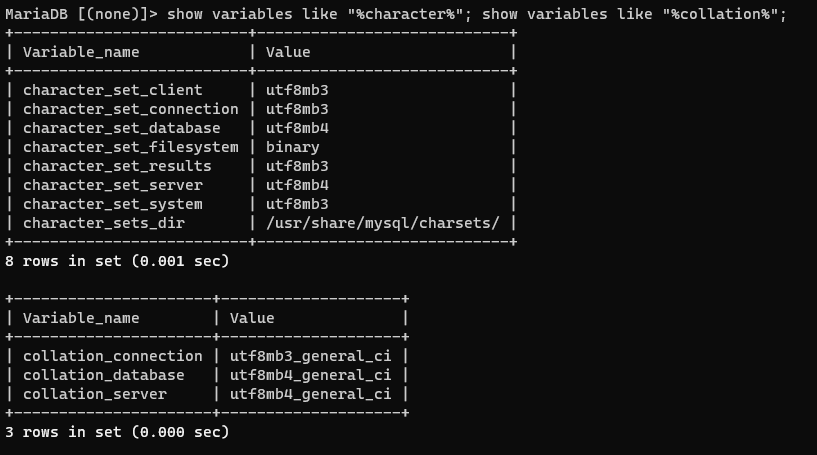 MariaDB [(none)]> show variables like "%character%"; show variables like "%collation%";
+--------------------------+----------------------------+
| Variable_name            | Value                      |
+--------------------------+----------------------------+
| character_set_client     | utf8mb3                    |
| character_set_connection | utf8mb3                    |
| character_set_database   | utf8mb4                    |
| character_set_filesystem | binary                     |
| character_set_results    | utf8mb3                    |
| character_set_server     | utf8mb4                    |
| character_set_system     | utf8mb3                    |
| character_sets_dir       | /usr/share/mysql/charsets/ |
+--------------------------+----------------------------+
8 rows in set (0.001 sec)

+----------------------+--------------------+
| Variable_name        | Value              |
+----------------------+--------------------+
| collation_connection | utf8mb3_general_ci |
| collation_database   | utf8mb4_general_ci |
| collation_server     | utf8mb4_general_ci |
+----------------------+--------------------+
3 rows in set (0.000 sec)